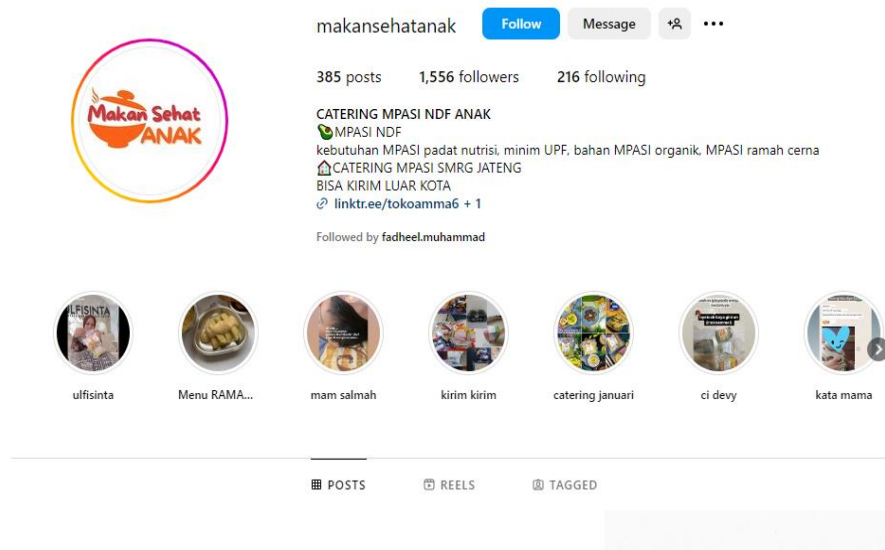 makansehatanak Follow Message
385 posts 1,556 followers 216 following
Makan Sehat
ANAK
CATERING MPASI NDF ANAK
🥑MPASI NDF
kebutuhan MPASI padat nutrisi, minim UPF, bahan MPASI organik, MPASI ramah cerna
🏠CATERING MPASI SMRG JATENG
BISA KIRIM LUAR KOTA
linktr.ee/tokoamma6 + 1
Followed by fadheel.muhammad
ulfisinta Menu RAMA... mam salmah kirim kirim catering januari ci devy kata mama
POSTS REELS TAGGED